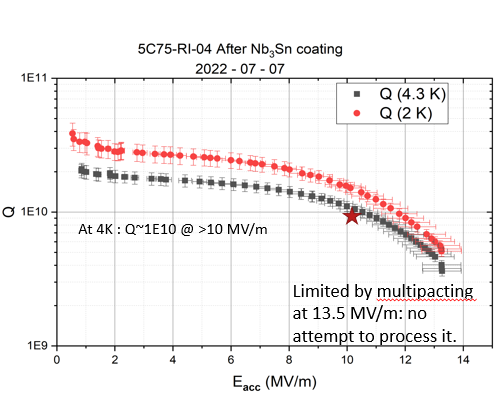 5C75-RI-04 After Nb₃Sn coating
2022 - 07 - 07
1E11
Q (4.3 K)
Q (2 K)
Q
1E10
At 4K : Q~1E10 @ >10 MV/m
Limited by multipacting
at 13.5 MV/m: no
attempt to process it.
1E9
0 2 4 6 8 10 12 14
Eacc (MV/m)